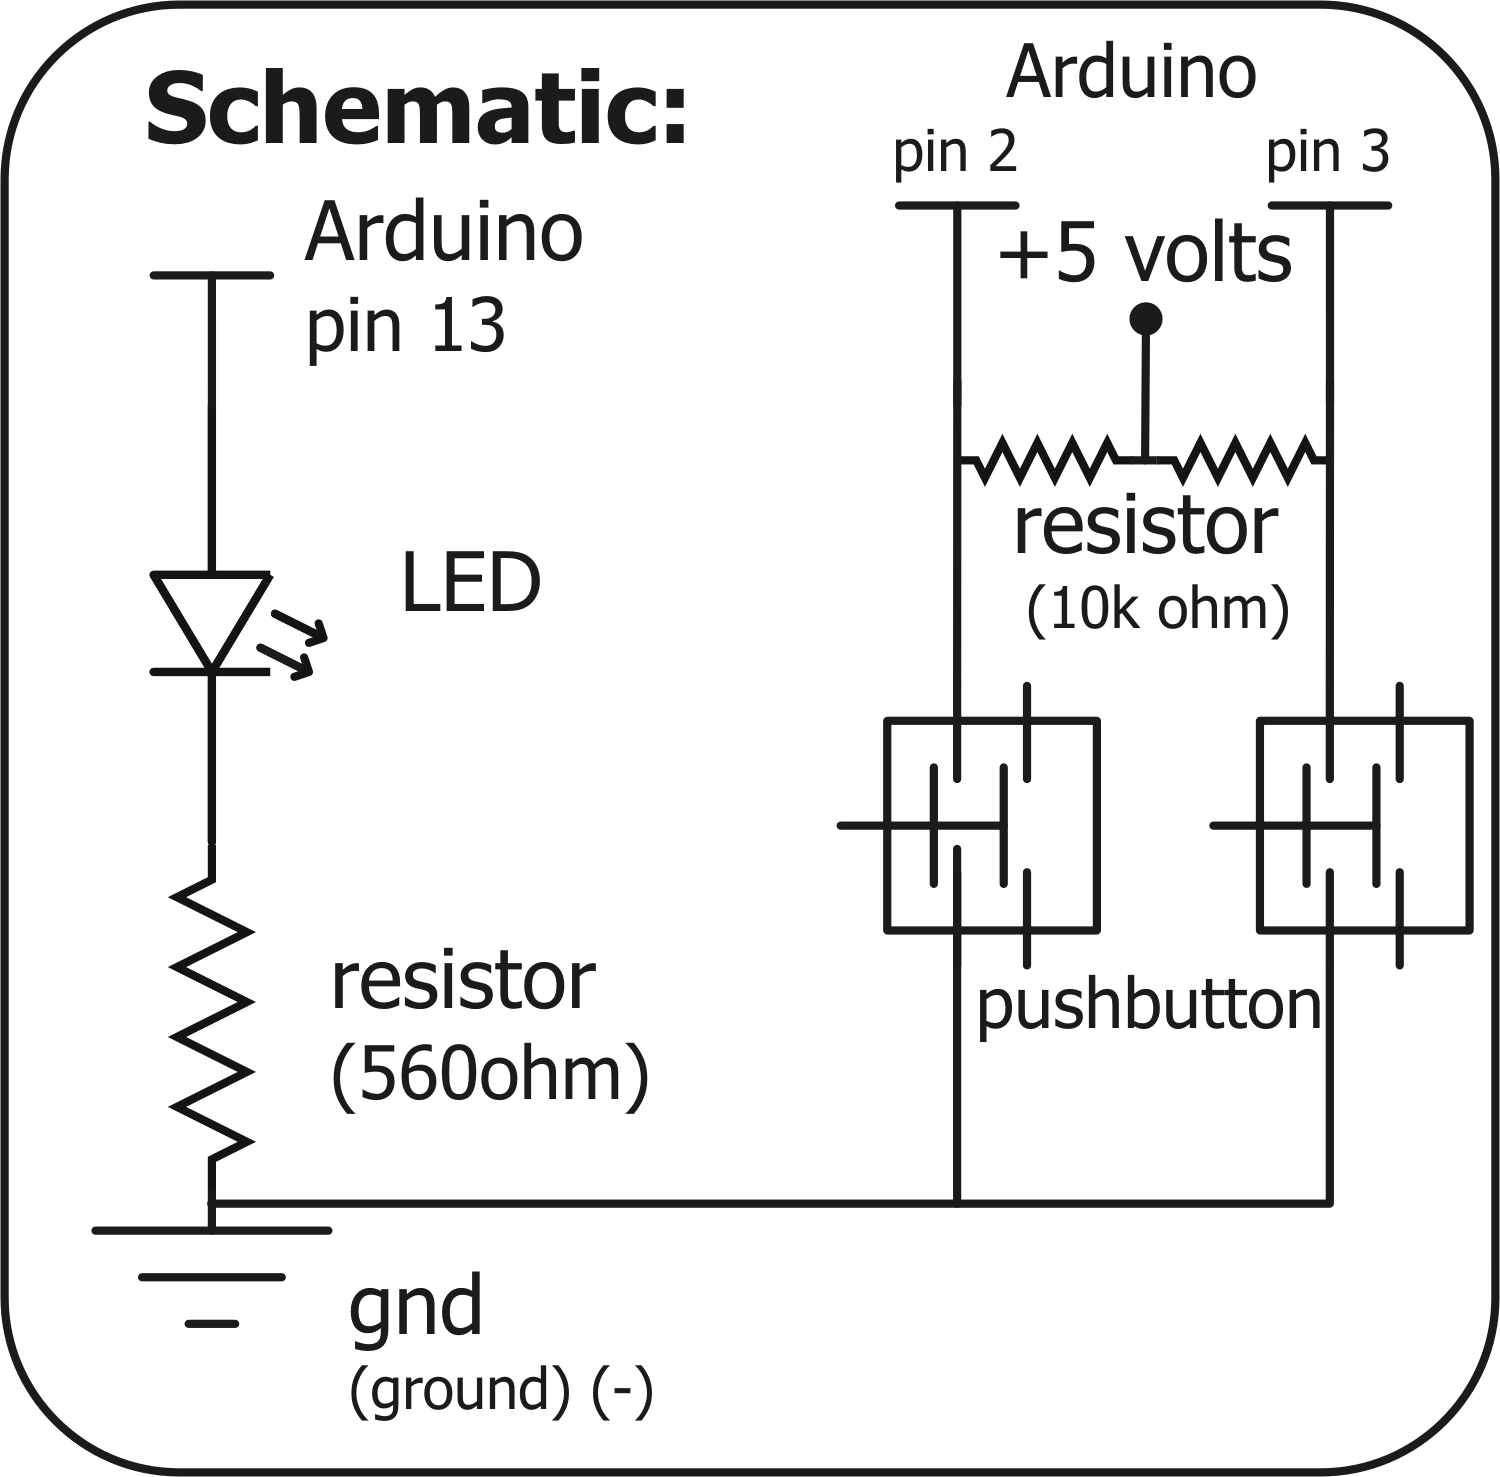 Schematic:
Arduino
pin 13
LED
resistor
(560ohm)
gnd
(ground) (-)
Arduino
pin 2
pin 3
+5 volts
resistor
(10k ohm)
pushbutton